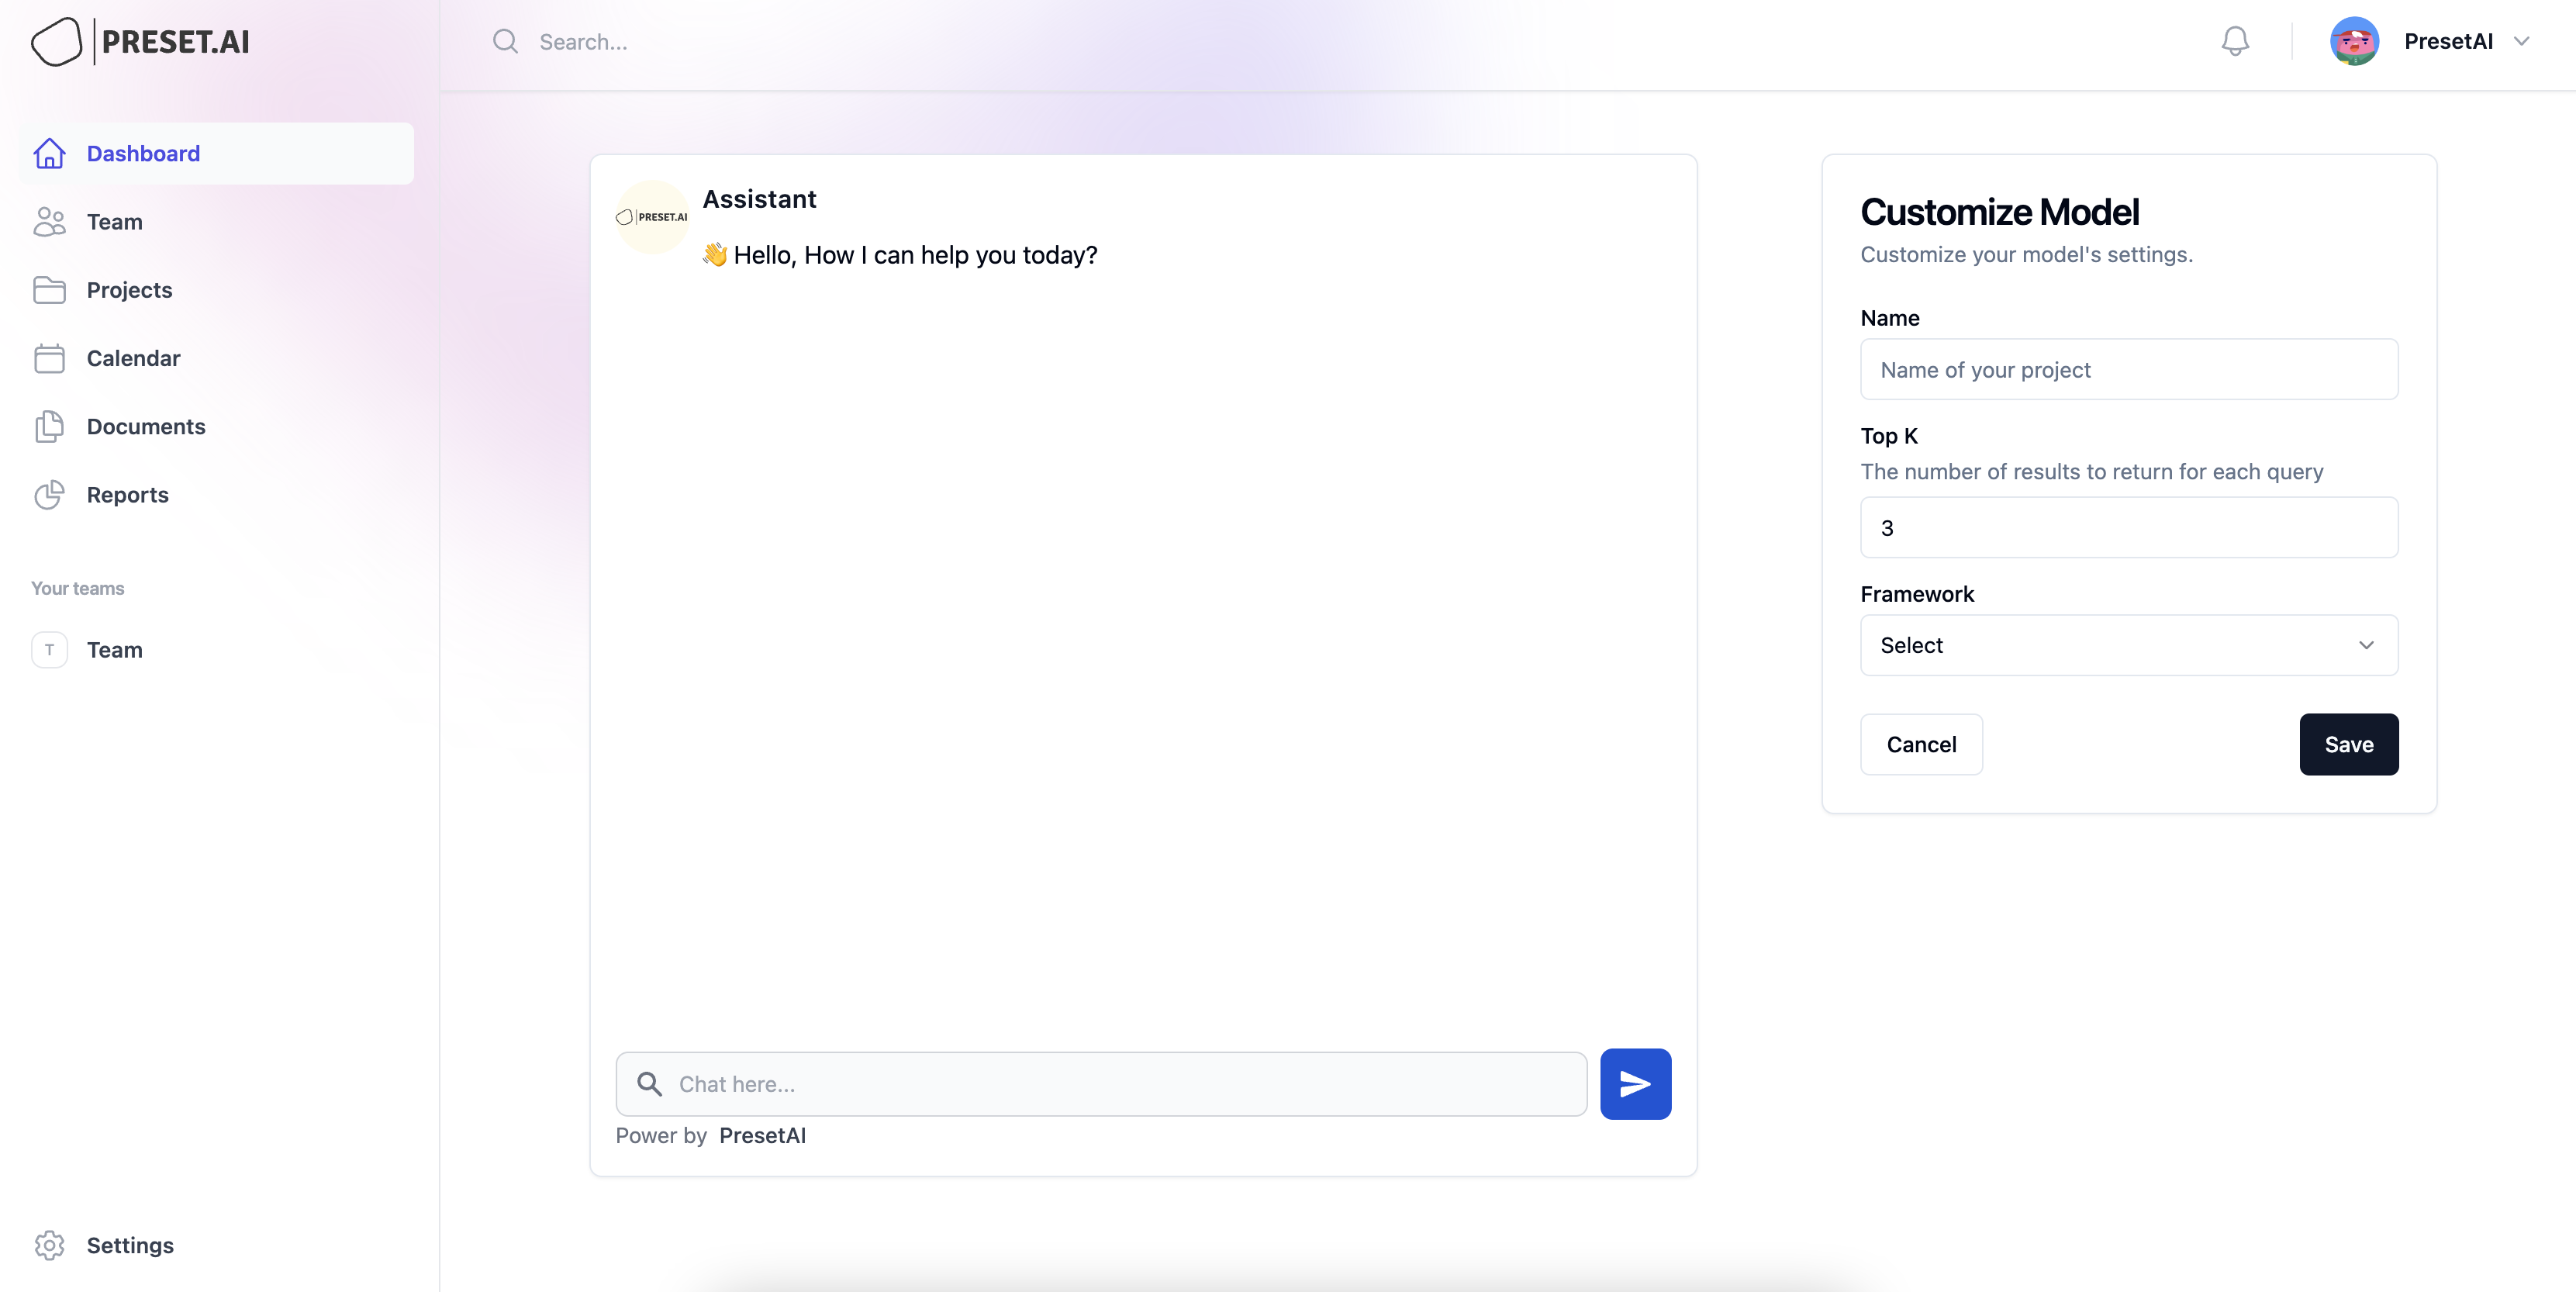 PRESET.AI
Search...
PresetAI
Dashboard
Team
Projects
Calendar
Documents
Reports
Your teams
T
Team
Settings
PRESET.AI
Assistant
👋 Hello, How I can help you today?
Chat here...
Power by PresetAI
Customize Model
Customize your model's settings.
Name
Name of your project
Top K
The number of results to return for each query
3
Framework
Select
Cancel
Save